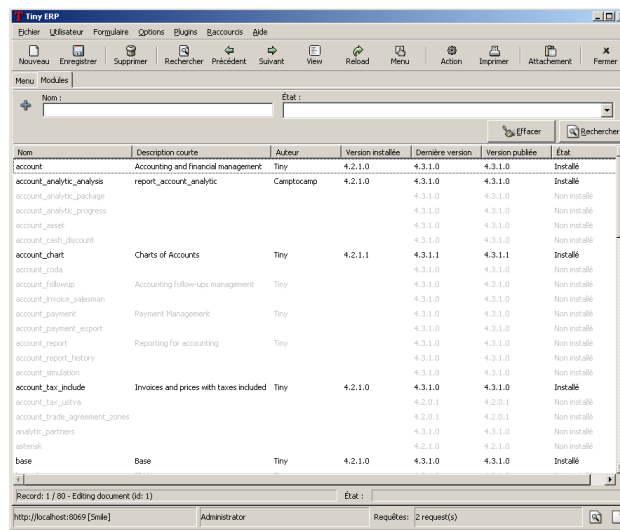 Tiny ERP
Fichier Utilisateur Formulaire Options Plugins Raccourcis Aide
Nouveau Enregistrer Supprimer Rechercher Précédent Suivant View Reload Menu Action Imprimer Attachement Fermer
Menu Modules
Nom : État :
Effacer Rechercher
Nom Description courte Auteur Version installée Dernière version Version publiée État
account Accounting and financial management Tiny 4.2.1.0 4.3.1.0 4.3.1.0 Installé
account_analytic_analysis report_account_analytic Camptocamp 4.2.1.0 4.3.1.0 4.3.1.0 Installé
account_analytic_package 4.3.1.0 4.3.1.0 Non installé
account_analytic_progress 4.3.1.0 4.3.1.0 Non installé
account_asset 4.3.1.0 4.3.1.0 Non installé
account_cash_discount 4.3.1.0 4.3.1.0 Non installé
account_chart Charts of Accounts Tiny 4.2.1.1 4.3.1.1 4.3.1.1 Installé
account_coda 4.3.1.0 4.3.1.0 Non installé
account_followup Accounting follow-ups management Tiny 4.3.1.0 4.3.1.0 Non installé
account_invoice_salesman 4.3.1.0 4.3.1.0 Non installé
account_payment Payment Management Tiny 4.3.1.0 4.3.1.0 Non installé
account_payment_export 4.3.1.0 4.3.1.0 Non installé
account_report Reporting for accounting Tiny 4.3.1.0 4.3.1.0 Non installé
account_report_history 4.3.1.0 4.3.1.0 Non installé
account_simulation 4.3.1.0 4.3.1.0 Non installé
account_tax_include Invoices and prices with taxes included Tiny 4.2.1.0 4.3.1.0 4.3.1.0 Installé
account_tax_ustva 4.2.0.1 4.2.0.1 Non installé
account_trade_agreement_zones 4.2.0.1 4.2.0.1 Non installé
analytic_partners 4.3.1.0 4.3.1.0 Non installé
asterisk 4.2.1.0 4.2.1.0 Non installé
base Base Tiny 4.2.1.0 4.3.1.0 4.3.1.0 Installé
Record: 1 / 80 - Editing document (id: 1) État :
http://localhost:8069 [Smile] Administrator Requêtes: 2 request(s)